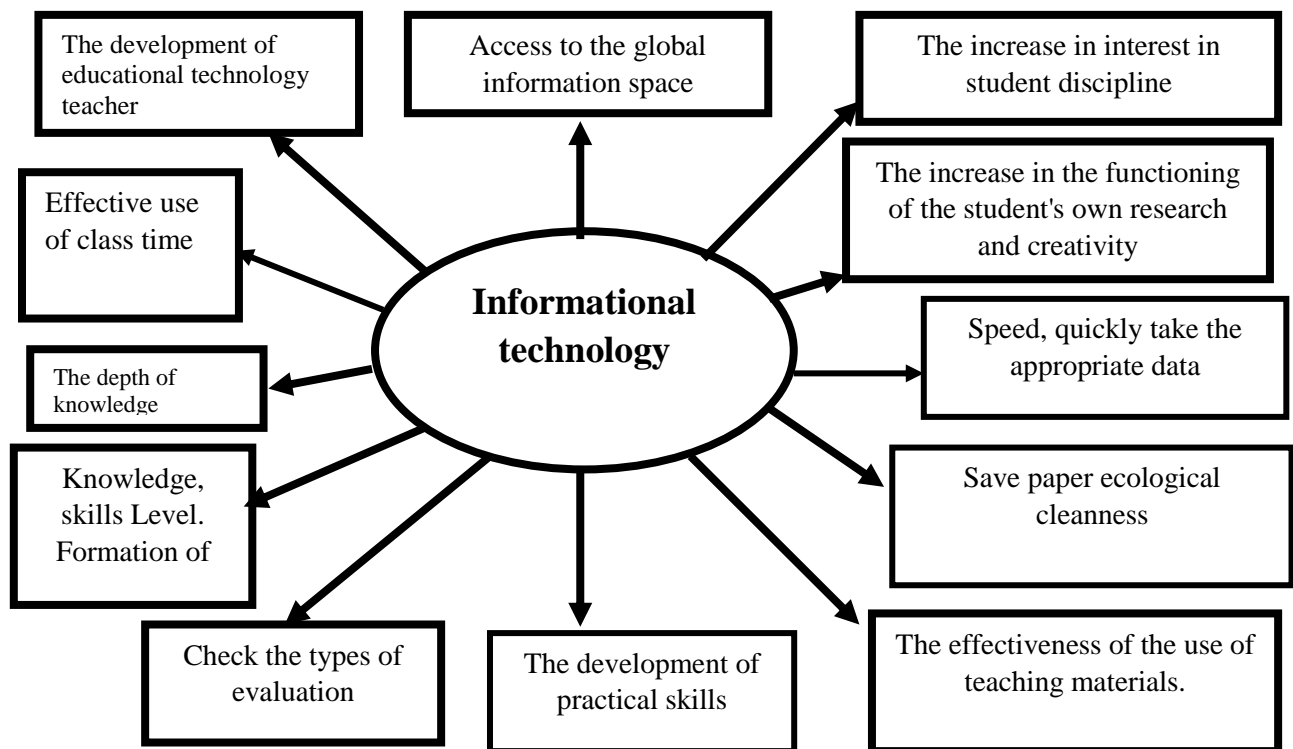 The development of
educational technology
teacher
Access to the global
information space
The increase in interest in
student discipline
Effective use
of class time
The increase in the functioning
of the student's own research
and creativity
Informational
technology
Speed, quickly take the
appropriate data
The depth of
knowledge
Knowledge,
skills Level.
Formation of
Save paper ecological
cleanness
Check the types of
evaluation
The development of
practical skills
The effectiveness of the use of
teaching materials.